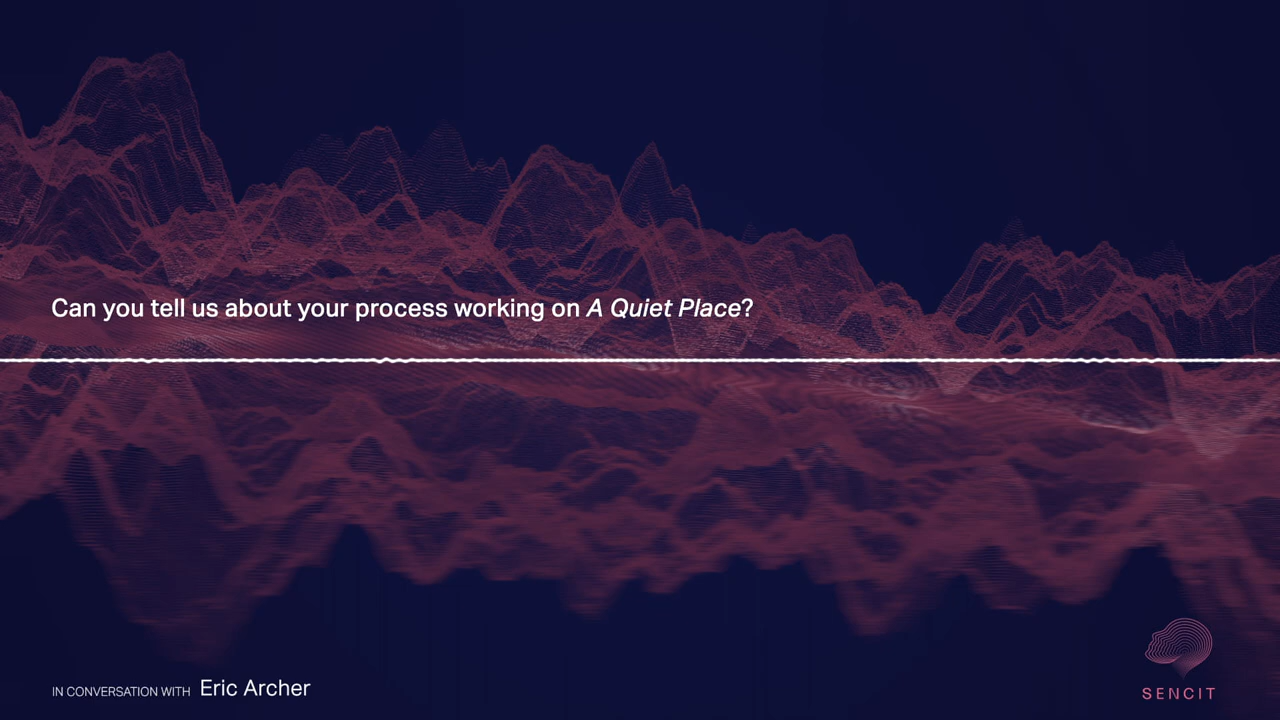 Can you tell us about your process working on A Quiet Place?
IN CONVERSATION WITH Eric Archer
SENCIT